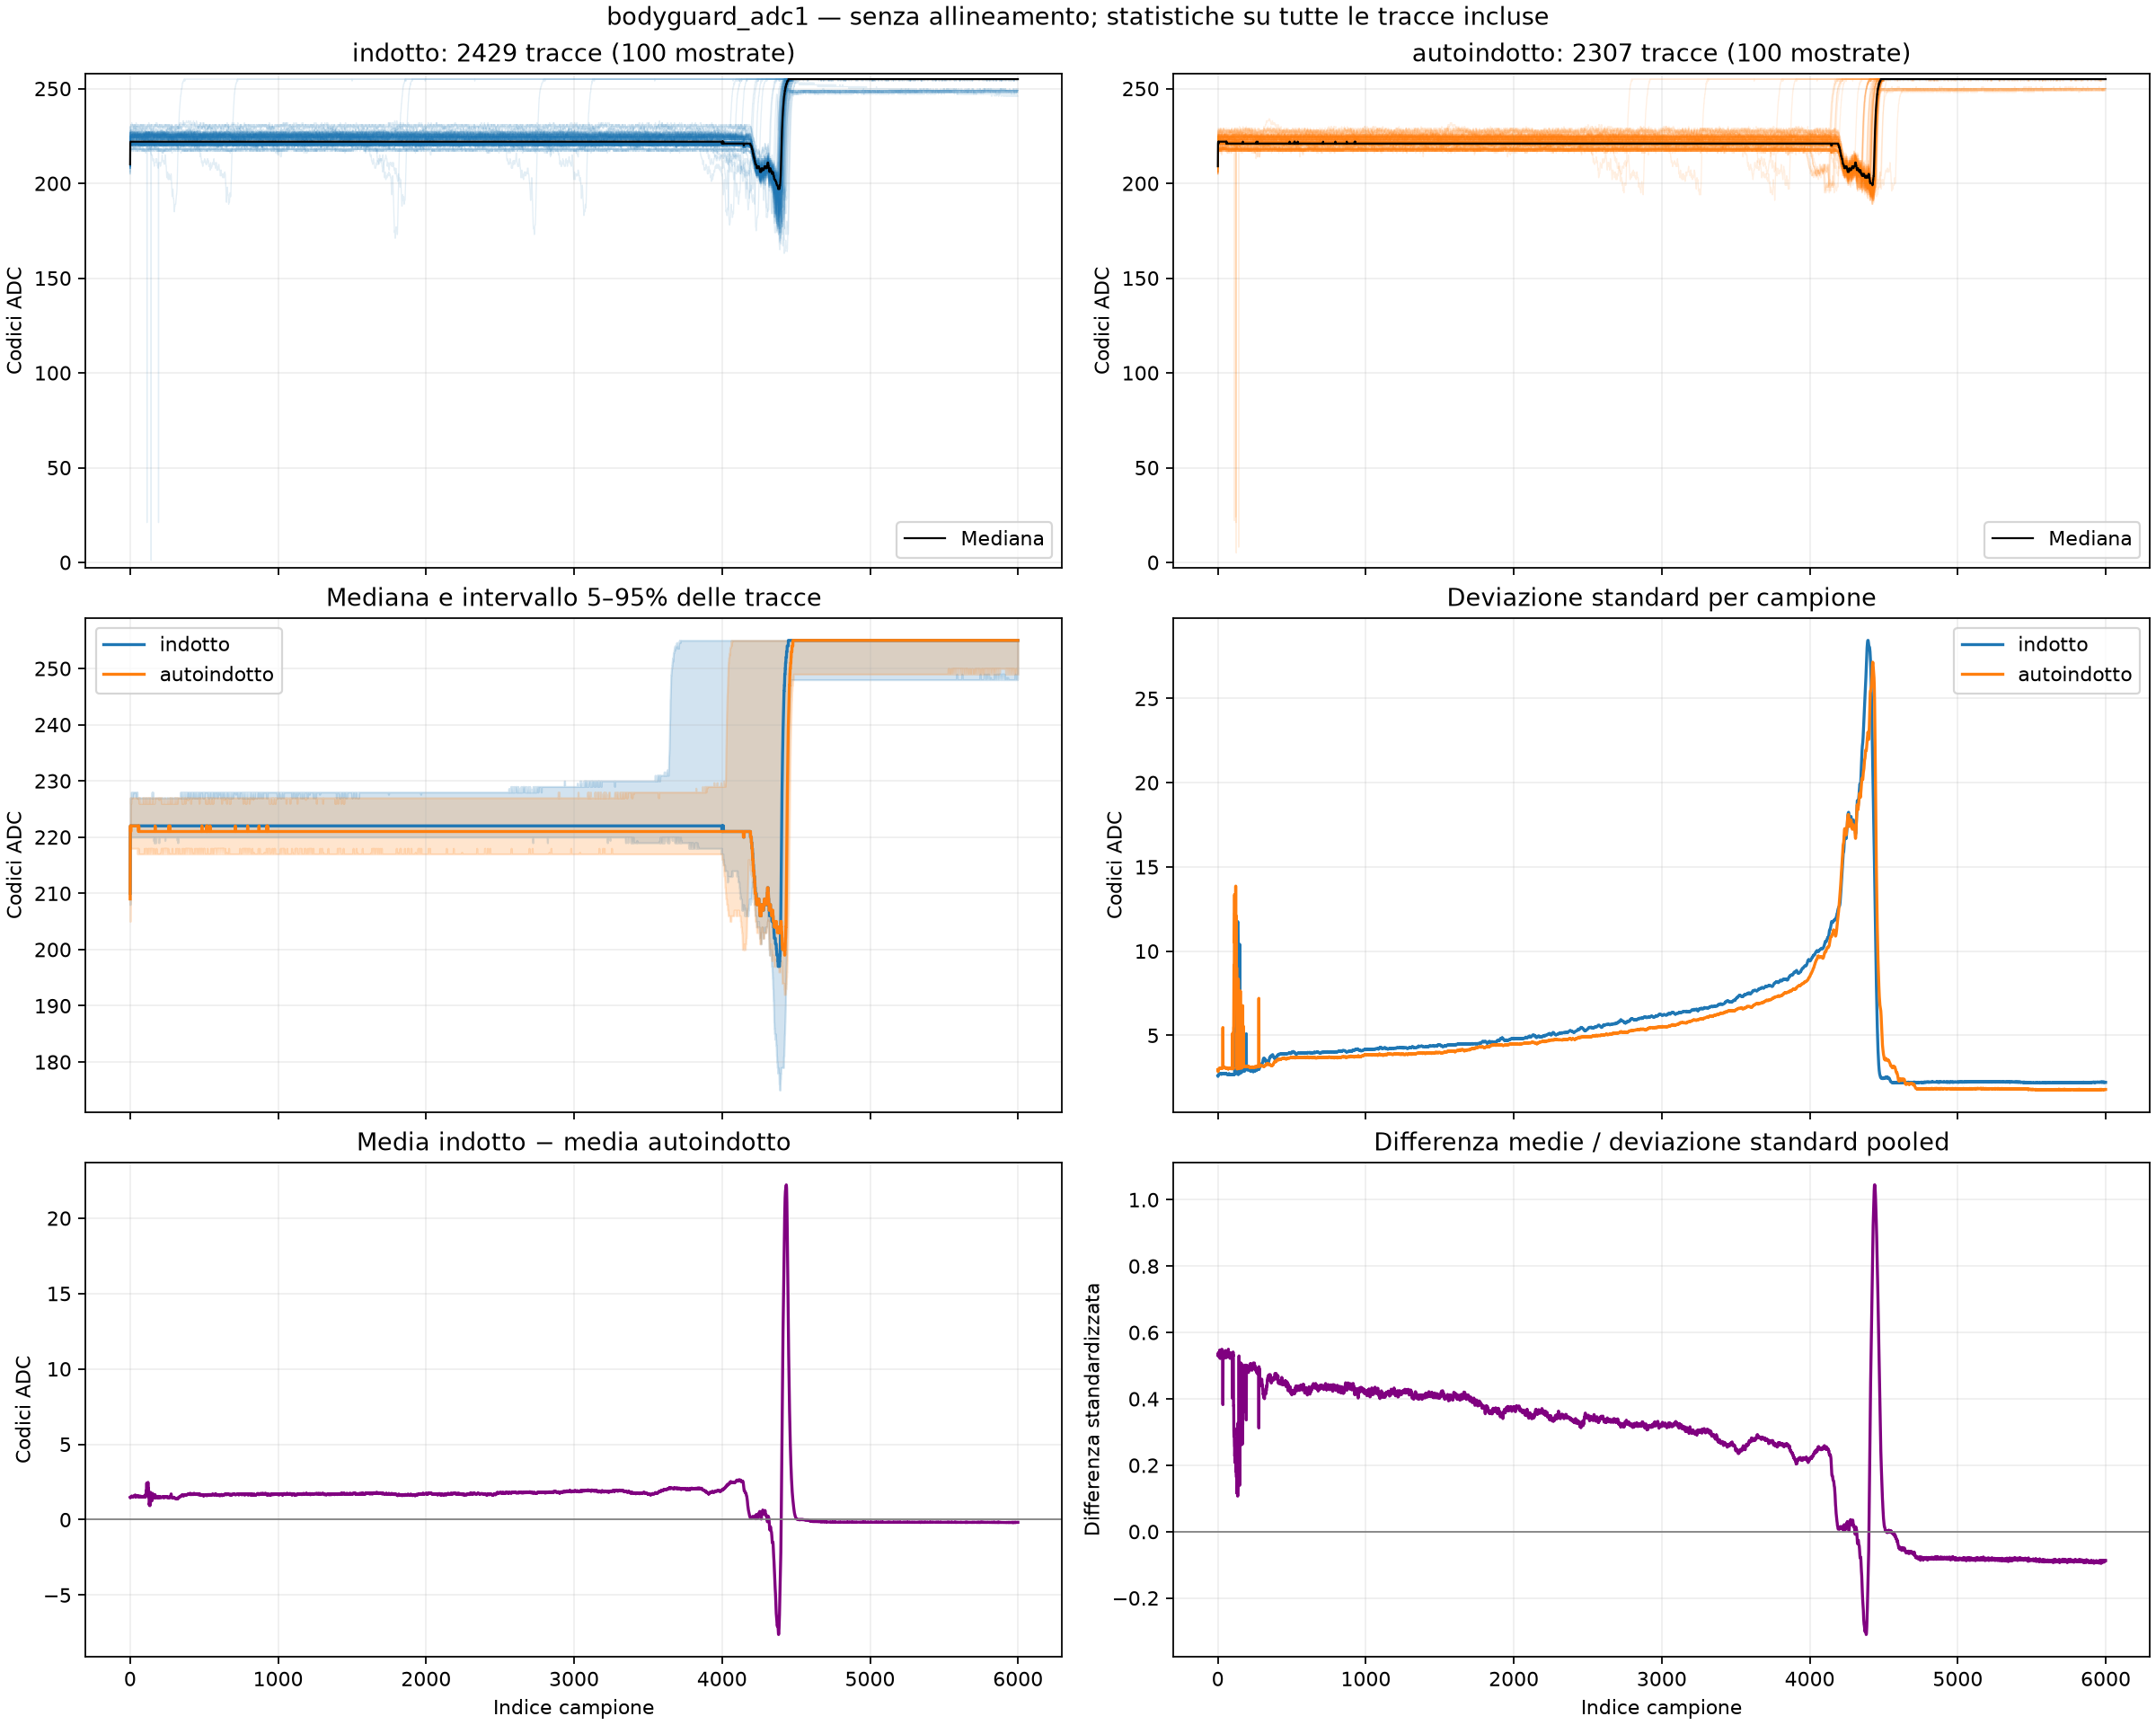 bodyguard_adc1 — senza allineamento; statistiche su tutte le tracce incluse
indotto: 2429 tracce (100 mostrate)
250
200
150
100
50
0
Codici ADC
Mediana
autoindotto: 2307 tracce (100 mostrate)
250
200
150
100
50
0
Codici ADC
Mediana
Mediana e intervallo 5–95% delle tracce
indotto
autoindotto
250
240
230
220
210
200
190
180
Codici ADC
Deviazione standard per campione
indotto
autoindotto
25
20
15
10
5
Codici ADC
Media indotto − media autoindotto
20
15
10
5
0
−5
Codici ADC
0 1000 2000 3000 4000 5000 6000
Indice campione
Differenza medie / deviazione standard pooled
1.0
0.8
0.6
0.4
0.2
0.0
−0.2
Differenza standardizzata
0 1000 2000 3000 4000 5000 6000
Indice campione